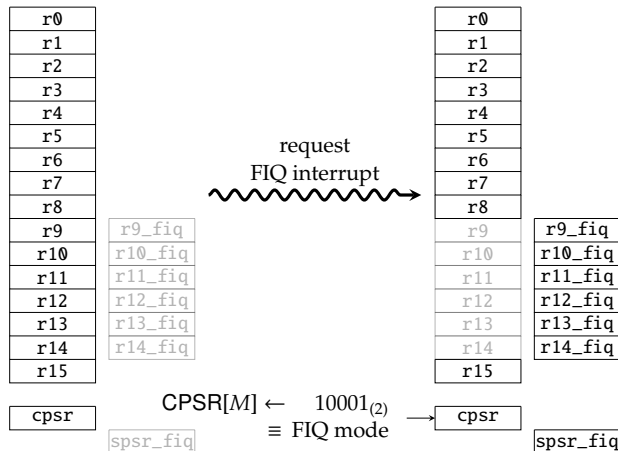 r0 r0
r1 r1
r2 r2
r3 r3
r4 r4
r5 r5
request
r6 r6
FIQ interrupt
r7 r7
r8 r8
r9 r9_fiq r9 r9_fiq
r10 r10_fiq r10 r10_fiq
r11 r11_fiq r11 r11_fiq
r12 r12_fiq r12 r12_fiq
r13 r13_fiq r13 r13_fiq
r14 r14_fiq r14 r14_fiq
r15 r15
cpsr CPSR[M] ← 10001(2) cpsr
≡ FIQ mode
spsr_fiq spsr_fiq